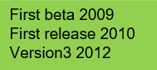 First beta 2009
First release 2010
Version3 2012